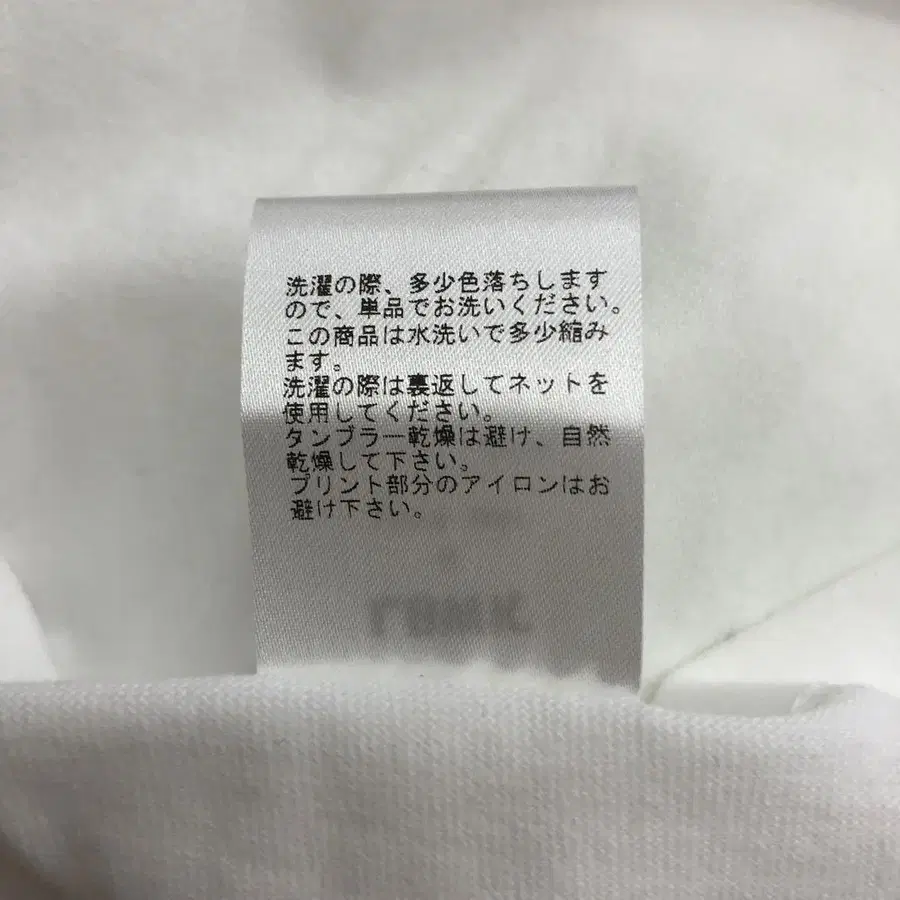 洗濯の際、多少色落ちします
ので、単品でお洗いください。
この商品は水洗いで多少縮み
ます。
洗濯の際は裏返してネットを
使用してください。
タンブラー乾燥は避け、自然
乾燥して下さい。
プリント部分のアイロンはお
避け下さい。